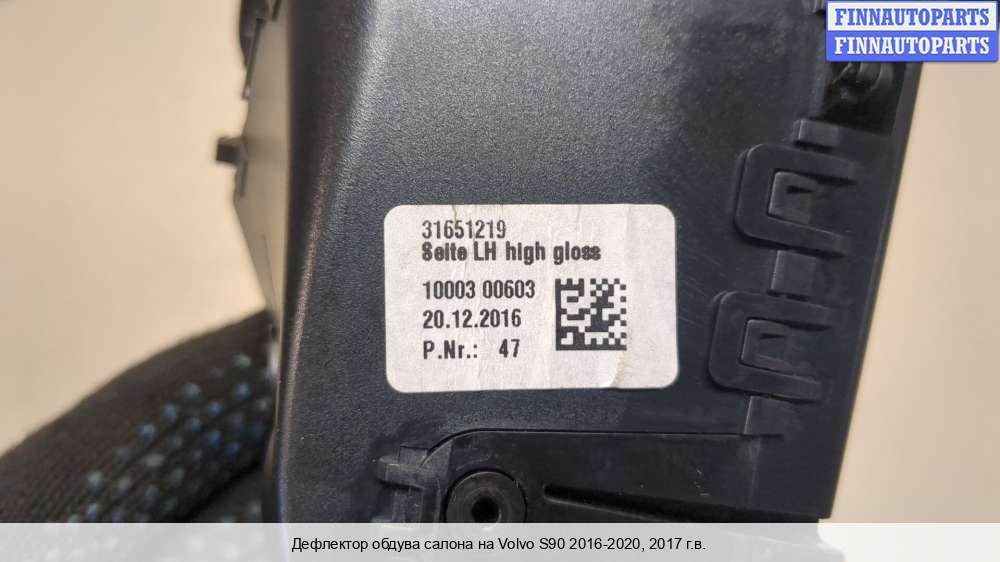 FINNAUTOPARTS
FINNAUTOPARTS
31651219
Seite LH high gloss
10003 00603
20.12.2016
P.Nr.: 47
Дефлектор обдува салона на Volvo S90 2016-2020, 2017 г.в.